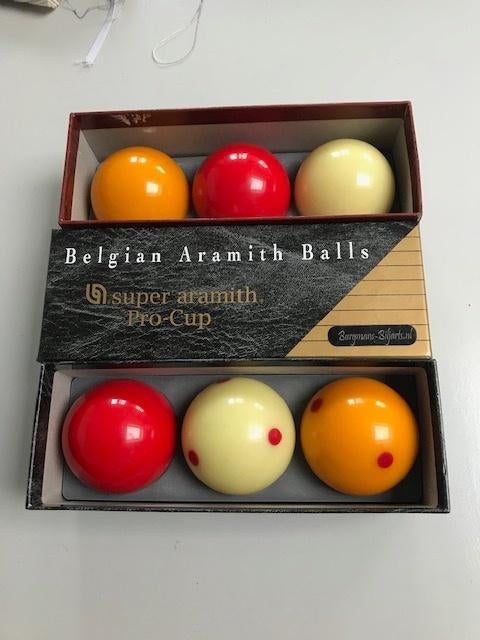 Belgian Aramith Balls
super aramith
Pro-Cup
Burgmans-Biljarts.nl